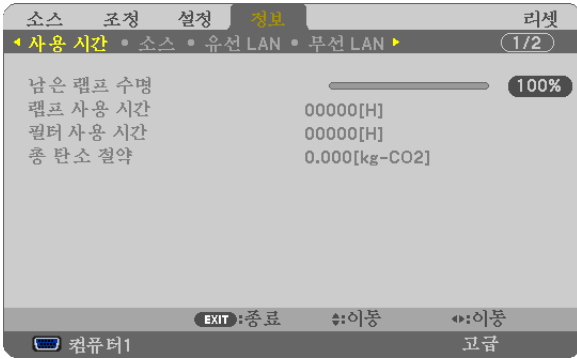 소스 조정 설정 정보 리셋
사용 시간 • 소스 • 유선 LAN • 무선 LAN 1/2
남은 램프 수명 100%
램프 사용 시간 00000[H]
필터 사용 시간 00000[H]
총 탄소 절약 0.000[kg-CO2]
EXIT :종료 :이동 :이동
컴퓨터1 고급